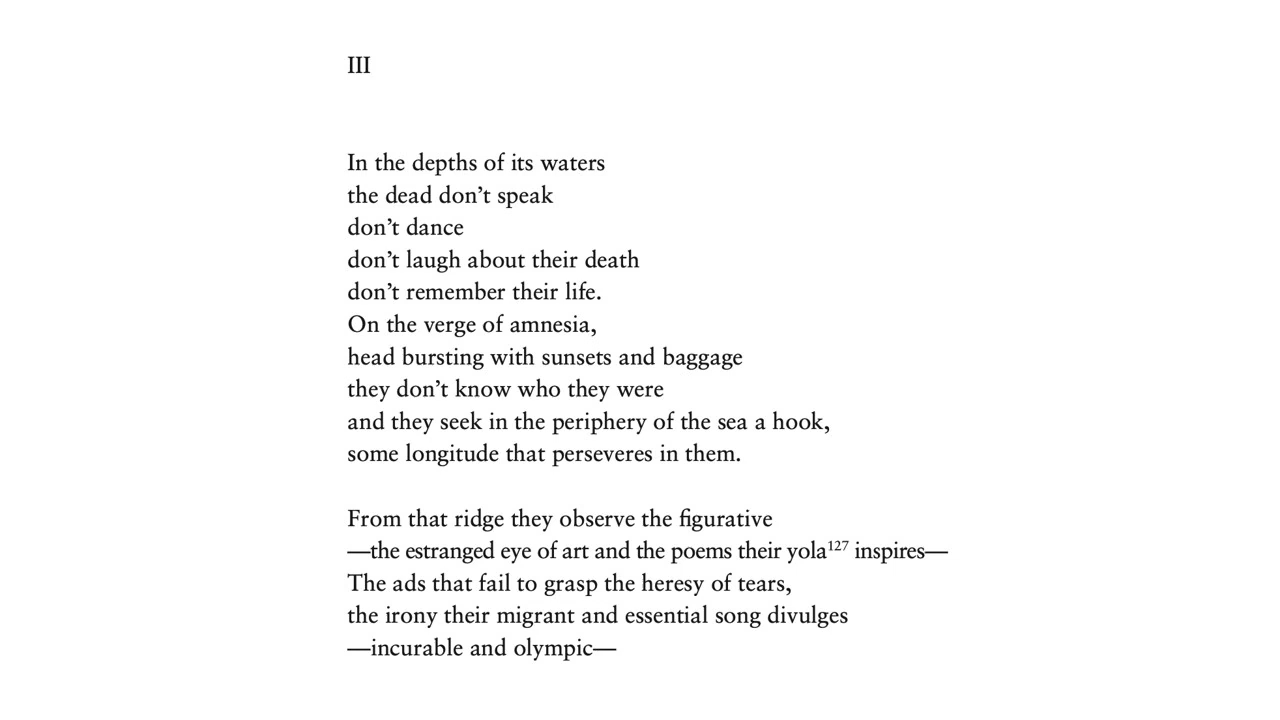 III
In the depths of its waters
the dead don’t speak
don’t dance
don’t laugh about their death
don’t remember their life.
On the verge of amnesia,
head bursting with sunsets and baggage
they don’t know who they were
and they seek in the periphery of the sea a hook,
some longitude that perseveres in them.
From that ridge they observe the figurative
—the estranged eye of art and the poems their yola¹²⁷ inspires—
The ads that fail to grasp the heresy of tears,
the irony their migrant and essential song divulges
—incurable and olympic—